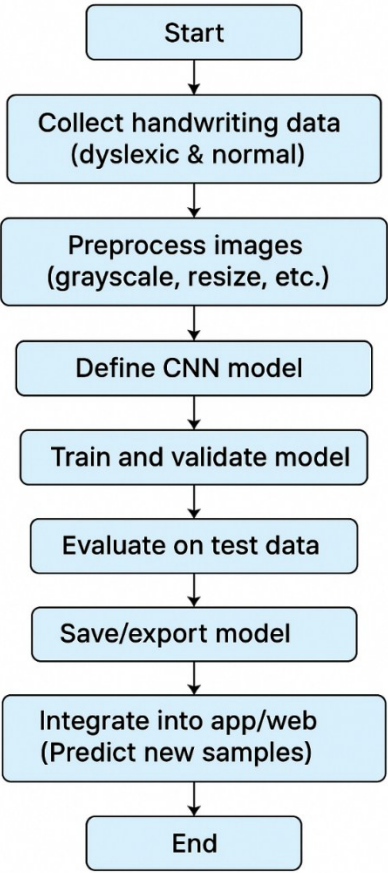 Start
Collect handwriting data
(dyslexic & normal)
Preprocess images
(grayscale, resize, etc.)
Define CNN model
Train and validate model
Evaluate on test data
Save/export model
Integrate into app/web
(Predict new samples)
End